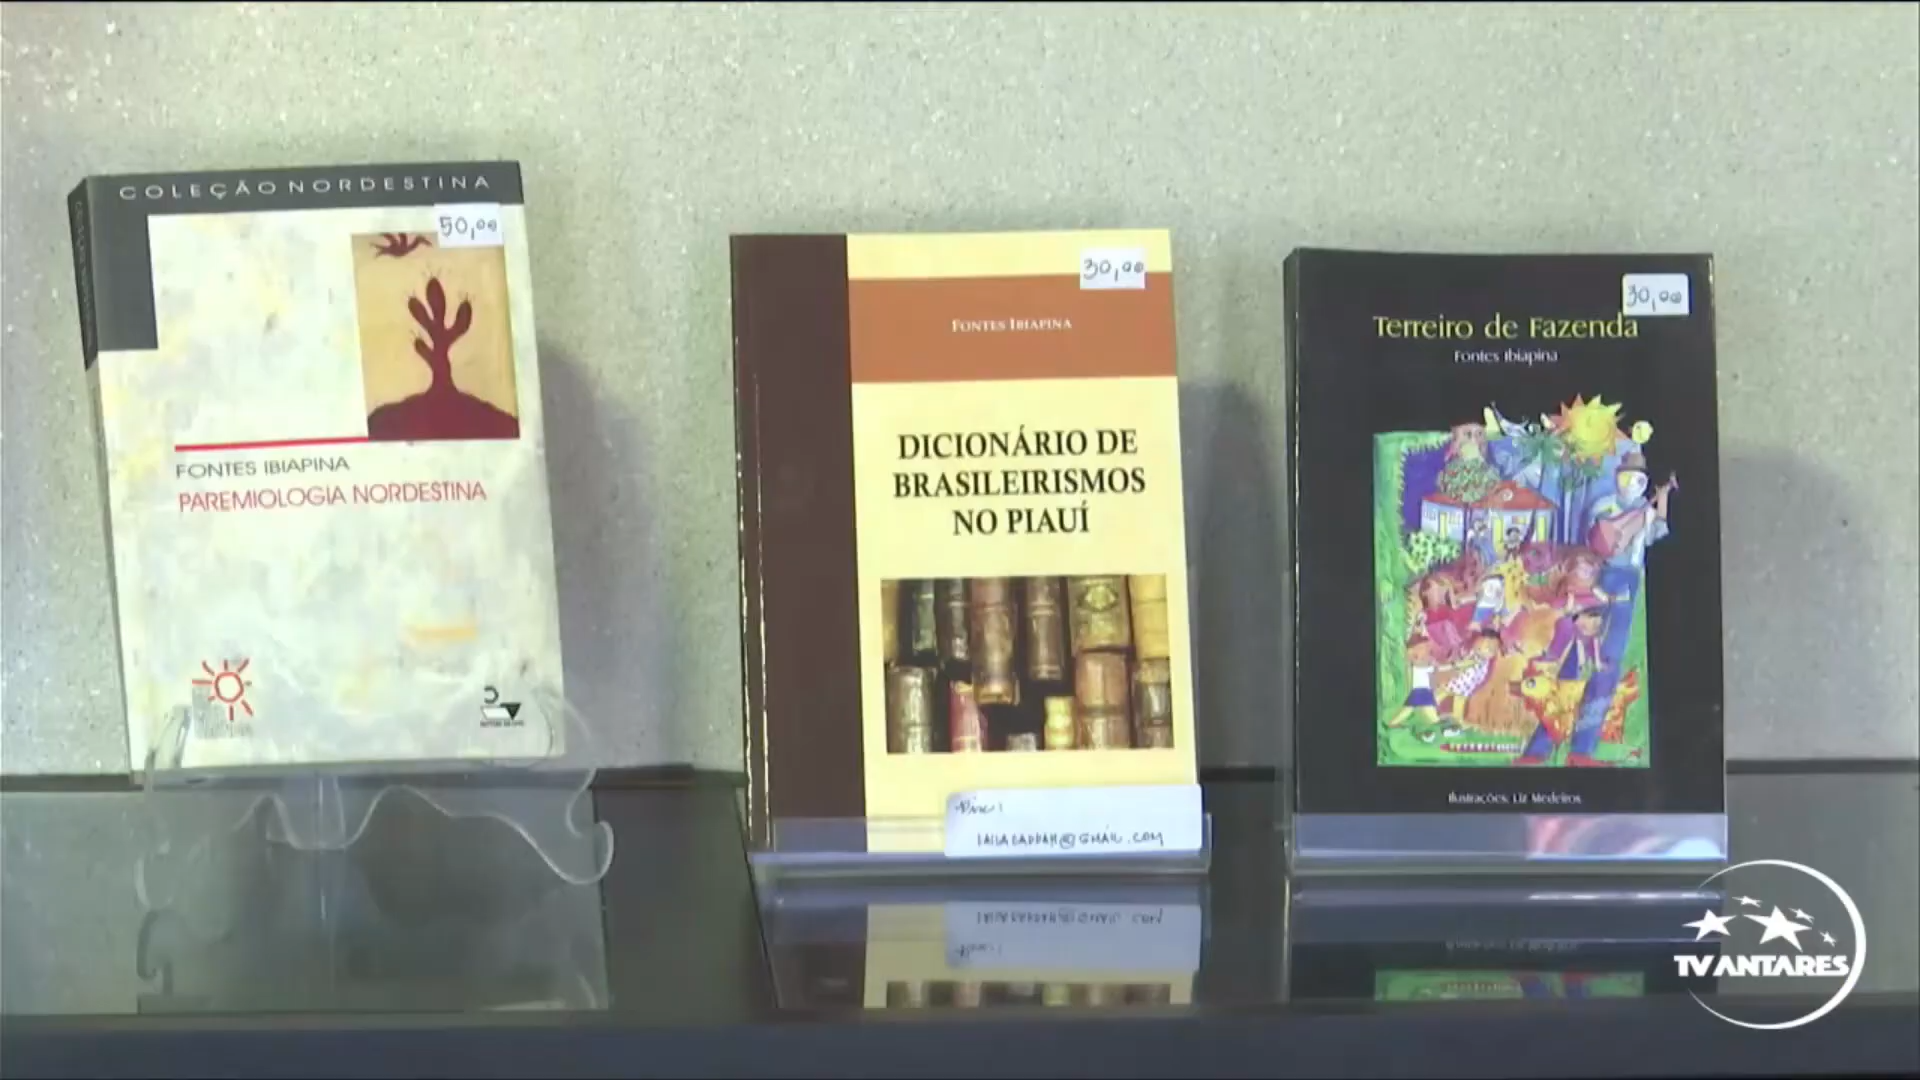 COLEÇÃO NORDESTINA
50,00
FONTES IBIAPINA
PAREMIOLOGIA NORDESTINA
30,00
FONTES IBIAPINA
DICIONÁRIO DE
BRASILEIRISMOS
NO PIAUÍ
30,00
Terreiro de Fazenda
Fontes Ibiapina
Ilustrações: Liz Medeiros
TV ANTARES